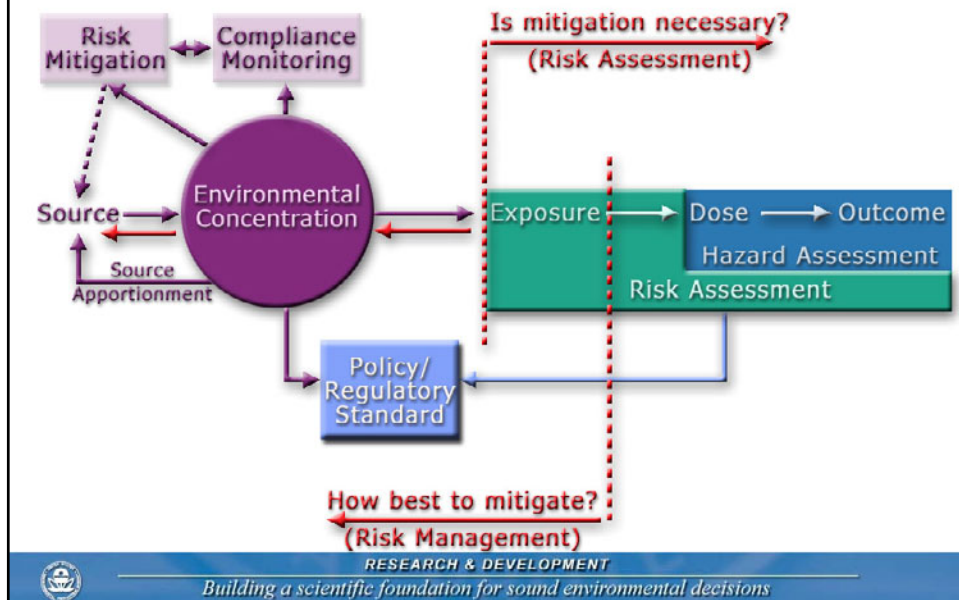 Risk
Mitigation
Compliance
Monitoring
Is mitigation necessary?
(Risk Assessment)
Source
Environmental
Concentration
Exposure
Dose
Outcome
Hazard Assessment
Risk Assessment
Source
Apportionment
Policy/
Regulatory
Standard
How best to mitigate?
(Risk Management)
RESEARCH & DEVELOPMENT
Building a scientific foundation for sound environmental decisions